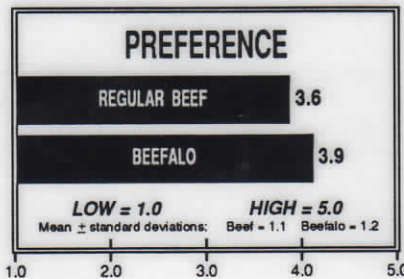 PREFERENCE
REGULAR BEEF 3.6
BEEFALO 3.9
LOW = 1.0 HIGH = 5.0
Mean ± standard deviations: Beef = 1.1 Beefalo = 1.2
1.0 2.0 3.0 4.0 5.0